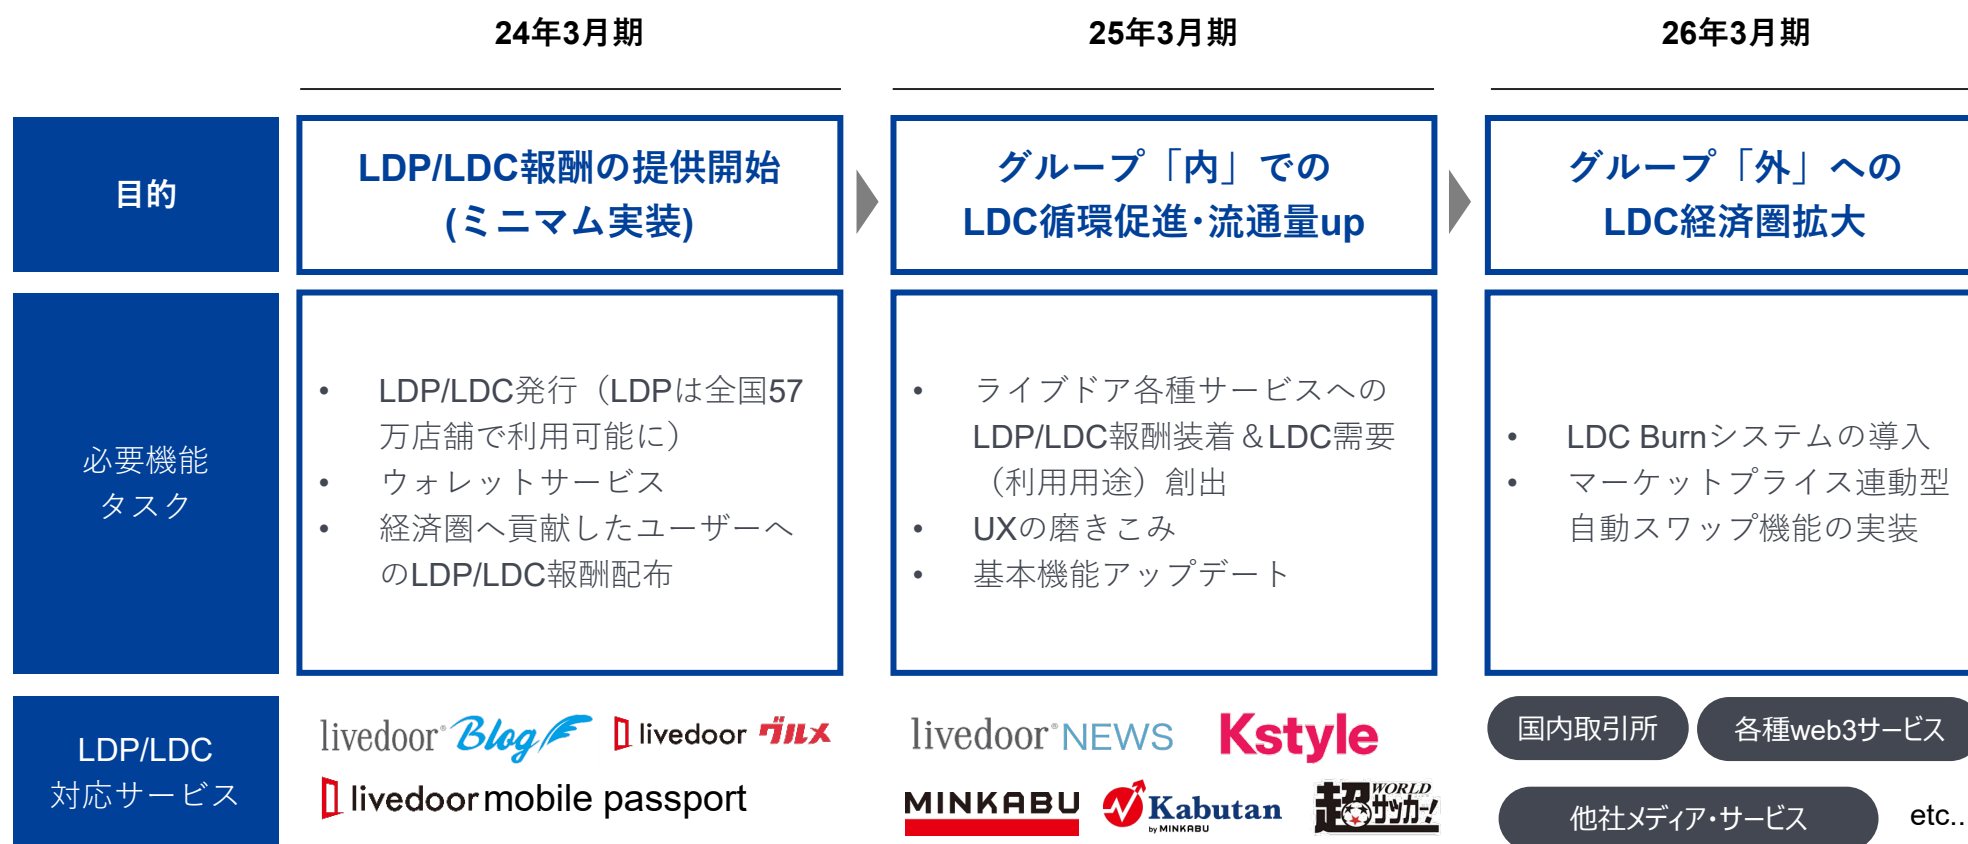 24年3月期
25年3月期
26年3月期
目的
LDP/LDC報酬の提供開始
(ミニマム実装)
グループ「内」での
LDC循環促進･流通量up
グループ「外」への
LDC経済圏拡大
必要機能
タスク
• LDP/LDC発行（LDPは全国57
万店舗で利用可能に）
• ウォレットサービス
• 経済圏へ貢献したユーザーへ
のLDP/LDC報酬配布
• ライブドア各種サービスへの
LDP/LDC報酬装着＆LDC需要
（利用用途）創出
• UXの磨きこみ
• 基本機能アップデート
• LDC Burnシステムの導入
• マーケットプライス連動型
自動スワップ機能の実装
LDP/LDC
対応サービス
livedoor® Blog
livedoor グルメ
livedoor mobile passport
livedoor® NEWS
Kstyle
MINKABU
Kabutan
by MINKABU
超WORLD
サッカー!
国内取引所
各種web3サービス
他社メディア・サービス
etc..